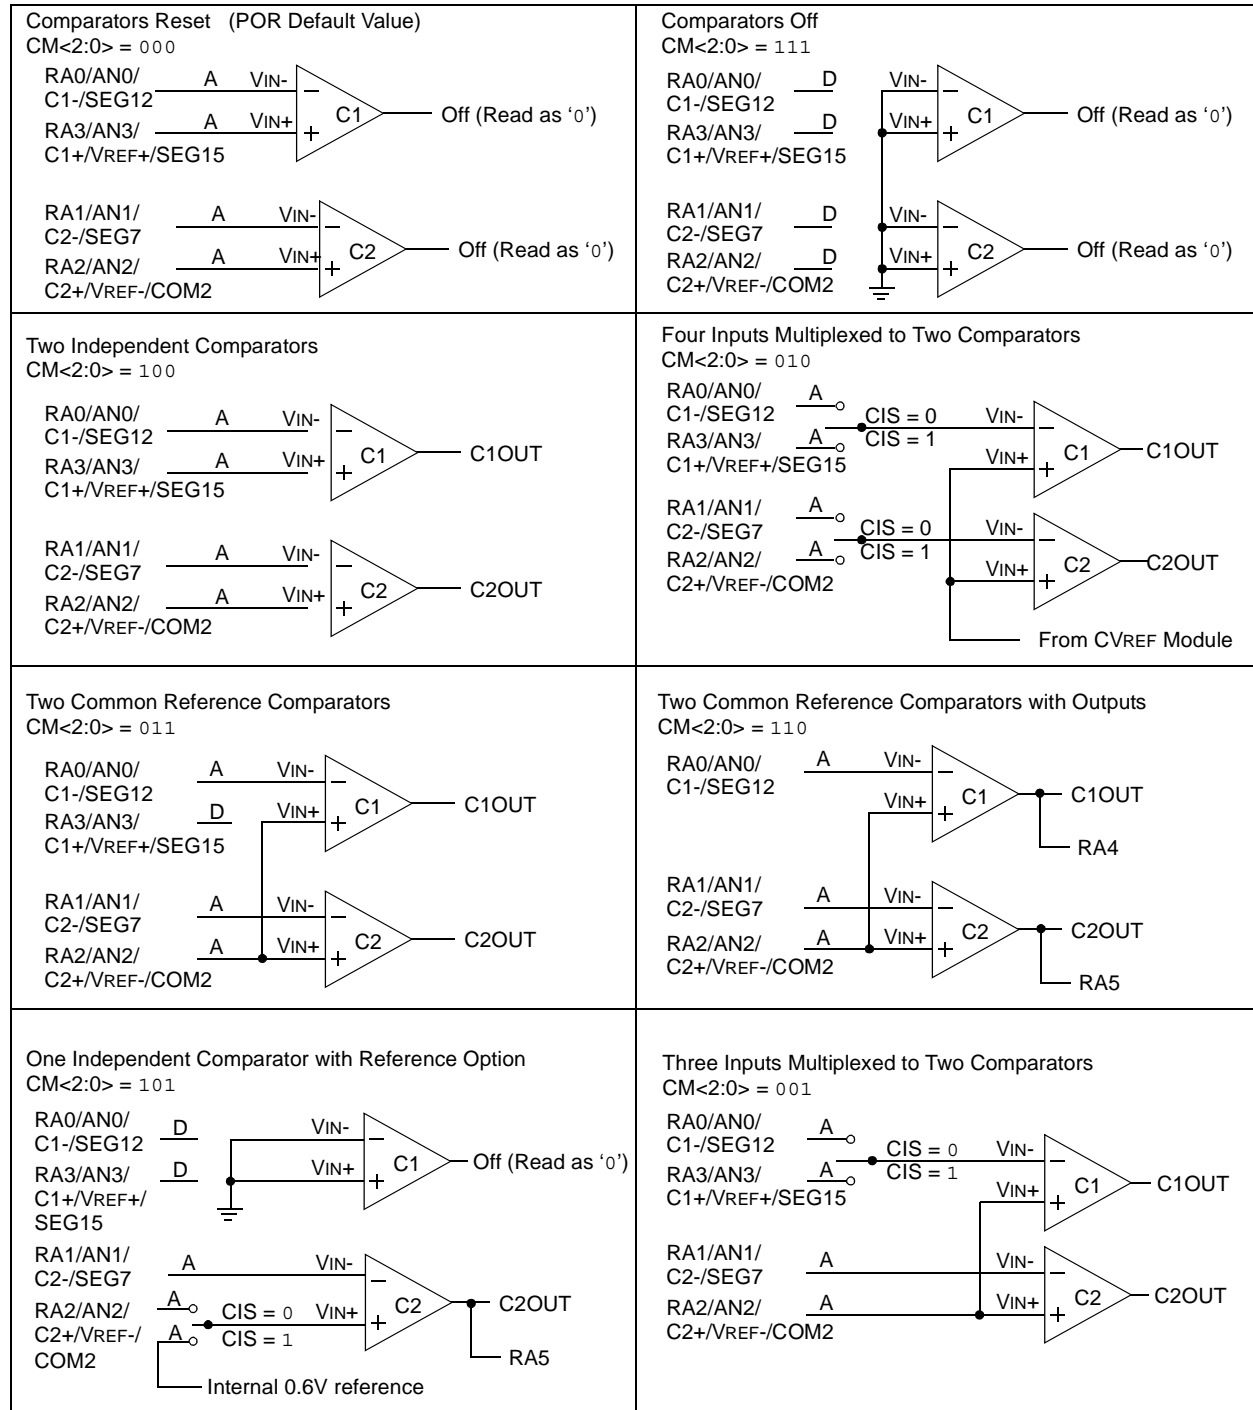 Comparators Reset (POR Default Value)
CM<2:0> = 000
RA0/AN0/
C1-/SEG12
A VIN-
RA3/AN3/
C1+/VREF+/SEG15
A VIN+
− + C1
Off (Read as ‘0’)
RA1/AN1/
C2-/SEG7
A VIN-
RA2/AN2/
C2+/VREF-/COM2
A VIN+
− + C2
Off (Read as ‘0’)
Comparators Off
CM<2:0> = 111
RA0/AN0/
C1-/SEG12
D VIN-
RA3/AN3/
C1+/VREF+/SEG15
D VIN+
− + C1
Off (Read as ‘0’)
RA1/AN1/
C2-/SEG7
D VIN-
RA2/AN2/
C2+/VREF-/COM2
D VIN+
− + C2
Off (Read as ‘0’)
Two Independent Comparators
CM<2:0> = 100
RA0/AN0/
C1-/SEG12
A VIN-
RA3/AN3/
C1+/VREF+/SEG15
A VIN+
− + C1
C1OUT
RA1/AN1/
C2-/SEG7
A VIN-
RA2/AN2/
C2+/VREF-/COM2
A VIN+
− + C2
C2OUT
Four Inputs Multiplexed to Two Comparators
CM<2:0> = 010
RA0/AN0/
C1-/SEG12
A
RA3/AN3/
C1+/VREF+/SEG15
A
CIS = 0
CIS = 1
VIN-
VIN+
− + C1
C1OUT
RA1/AN1/
C2-/SEG7
A
RA2/AN2/
C2+/VREF-/COM2
A
CIS = 0
CIS = 1
VIN-
VIN+
− + C2
C2OUT
From CVREF Module
Two Common Reference Comparators
CM<2:0> = 011
RA0/AN0/
C1-/SEG12
A VIN-
RA3/AN3/
C1+/VREF+/SEG15
D VIN+
− + C1
C1OUT
RA1/AN1/
C2-/SEG7
A VIN-
RA2/AN2/
C2+/VREF-/COM2
A VIN+
− + C2
C2OUT
Two Common Reference Comparators with Outputs
CM<2:0> = 110
RA0/AN0/
C1-/SEG12
A VIN-
VIN+
− + C1
C1OUT
RA4
RA1/AN1/
C2-/SEG7
A VIN-
RA2/AN2/
C2+/VREF-/COM2
A VIN+
− + C2
C2OUT
RA5
One Independent Comparator with Reference Option
CM<2:0> = 101
RA0/AN0/
C1-/SEG12
D VIN-
RA3/AN3/
C1+/VREF+/
SEG15
D VIN+
− + C1
Off (Read as ‘0’)
RA1/AN1/
C2-/SEG7
A VIN-
RA2/AN2/
C2+/VREF-/
COM2
A
A
CIS = 0
CIS = 1
VIN+
− + C2
C2OUT
RA5
Internal 0.6V reference
Three Inputs Multiplexed to Two Comparators
CM<2:0> = 001
RA0/AN0/
C1-/SEG12
A
RA3/AN3/
C1+/VREF+/SEG15
A
CIS = 0
CIS = 1
VIN-
VIN+
− + C1
C1OUT
RA1/AN1/
C2-/SEG7
A VIN-
RA2/AN2/
C2+/VREF-/COM2
A VIN+
− + C2
C2OUT